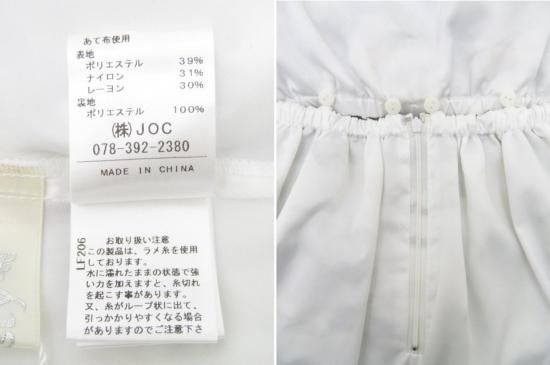 あて布使用
表地
ポリエステル 39%
ナイロン 31%
レーヨン 30%
裏地
ポリエステル 100%
(株)JOC
078-392-2380
MADE IN CHINA
LF206
お取り扱い注意
この製品は、ラメ糸を使用
しております。
水に濡れたままの状態で強
い力を加えますと、糸切れ
を起こす事があります。
又、糸がループ状に出て、
引っかかりやすくなる場合
がありますのでご注意下さ